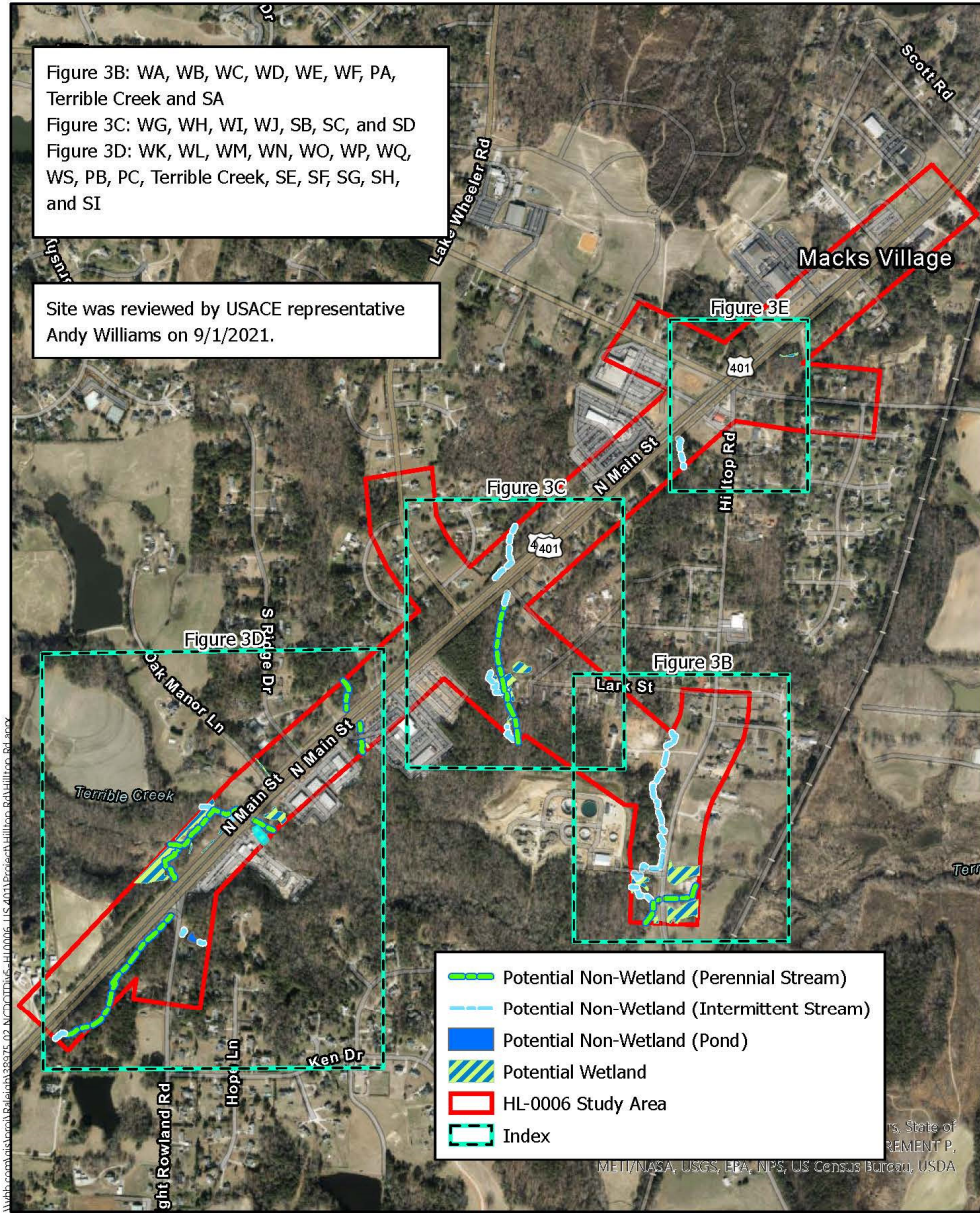 Figure 3B: WA, WB, WC, WD, WE, WF, PA,
Terrible Creek and SA
Figure 3C: WG, WH, WI, WJ, SB, SC, and SD
Figure 3D: WK, WL, WM, WN, WO, WP, WQ,
WS, PB, PC, Terrible Creek, SE, SF, SG, SH,
and SI
Site was reviewed by USACE representative
Andy Williams on 9/1/2021.
Dr
Scott Rd
Lake Wheeler Rd
Macks Village
Figure 3E
401
N Main St
Hilltop Rd
Figure 3C
401
Figure 3D
Figure 3B
S Ridge Dr
Oak Manor Ln
Lark St
N Main St
N Main St
Terrible Creek
Hope Ln
Ken Dr
ght Rowland Rd
Potential Non-Wetland (Perennial Stream)
Potential Non-Wetland (Intermittent Stream)
Potential Non-Wetland (Pond)
Potential Wetland
HL-0006 Study Area
Index
rs, State of
REMENT P,
METI/NASA, USGS, EPA, NPS, US Census Bureau, USDA